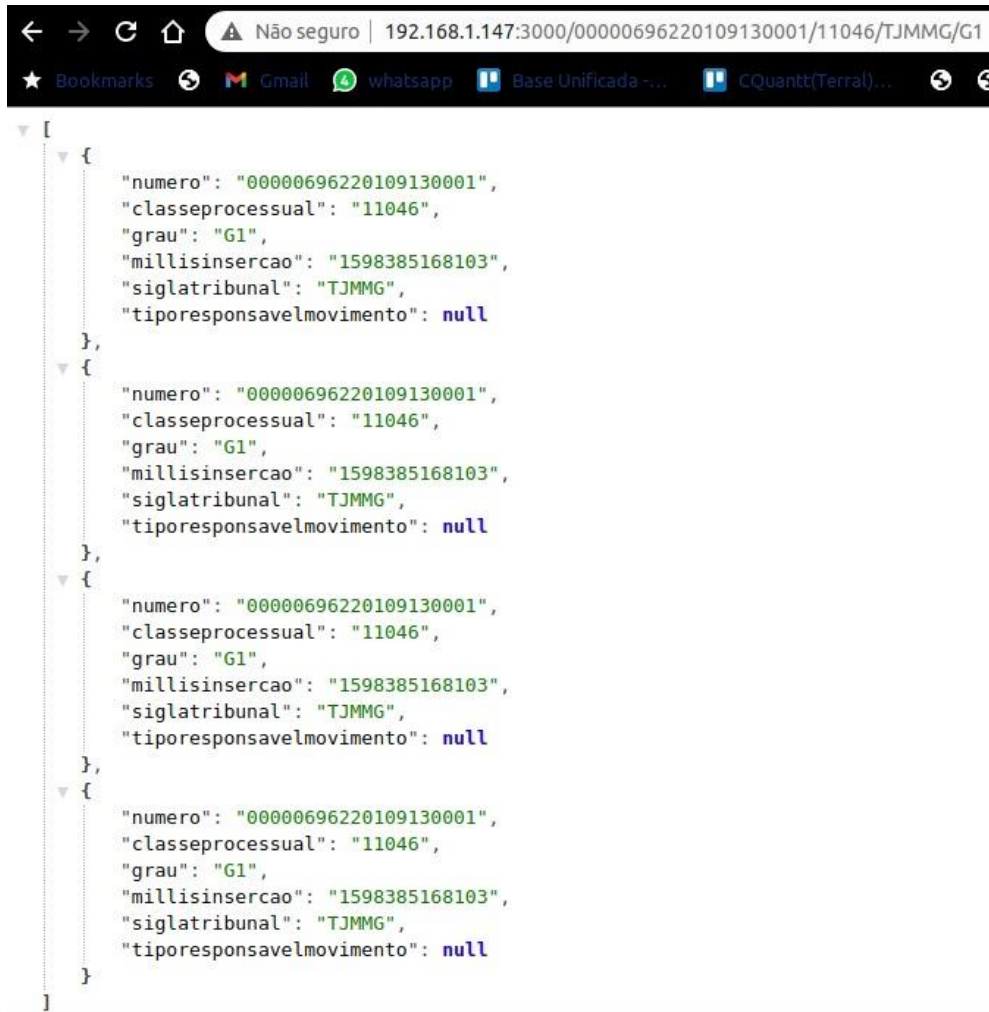 Não seguro | 192.168.1.147:3000/00000696220109130001/11046/TJMMG/G1
Bookmarks Gmail 4 whatsapp Base Unificada -... CQuantt(Terral)...
[
{
"numero": "00000696220109130001",
"classeprocessual": "11046",
"grau": "G1",
"millisinsercao": "1598385168103",
"siglatribunal": "TJMMG",
"tiporesponsavelmovimento": null
},
{
"numero": "00000696220109130001",
"classeprocessual": "11046",
"grau": "G1",
"millisinsercao": "1598385168103",
"siglatribunal": "TJMMG",
"tiporesponsavelmovimento": null
},
{
"numero": "00000696220109130001",
"classeprocessual": "11046",
"grau": "G1",
"millisinsercao": "1598385168103",
"siglatribunal": "TJMMG",
"tiporesponsavelmovimento": null
},
{
"numero": "00000696220109130001",
"classeprocessual": "11046",
"grau": "G1",
"millisinsercao": "1598385168103",
"siglatribunal": "TJMMG",
"tiporesponsavelmovimento": null
}
]